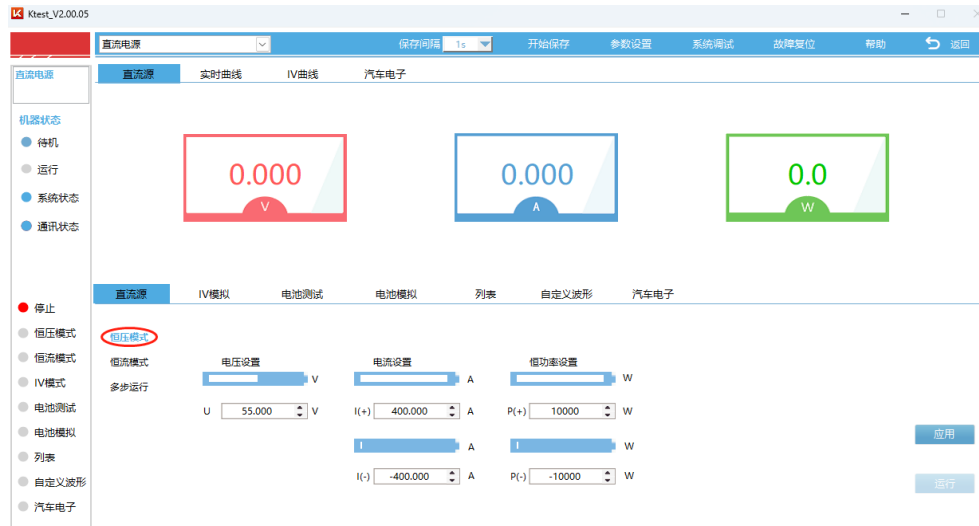 Ktest_V2.00.05
直流电源 保存间隔 1s 开始保存 参数设置 系统调试 故障复位 帮助 返回
直流电源
直流源 实时曲线 IV曲线 汽车电子
机器状态
待机
运行
系统状态
通讯状态
0.000 0.000 0.0
V A W
直流源 IV模拟 电池测试 电池模拟 列表 自定义波形 汽车电子
停止
恒压模式
恒流模式
IV模式
电池测试
电池模拟
列表
自定义波形
汽车电子
恒压模式
恒流模式
多步运行
电压设置 电流设置 恒功率设置
V A W
U 55.000 V I(+) 400.000 A P(+) 10000 W
A W
I(-) -400.000 A P(-) -10000 W
应用
运行